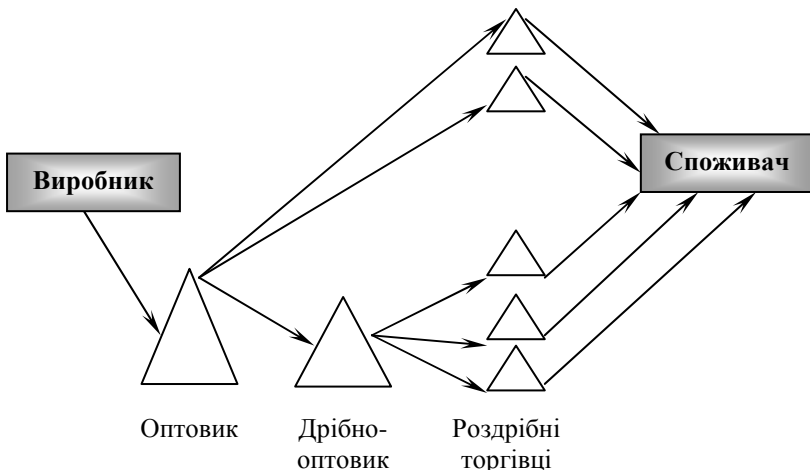 Виробник
Споживач
Оптовик
Дрібно-
оптовик
Роздрібні
торгівці